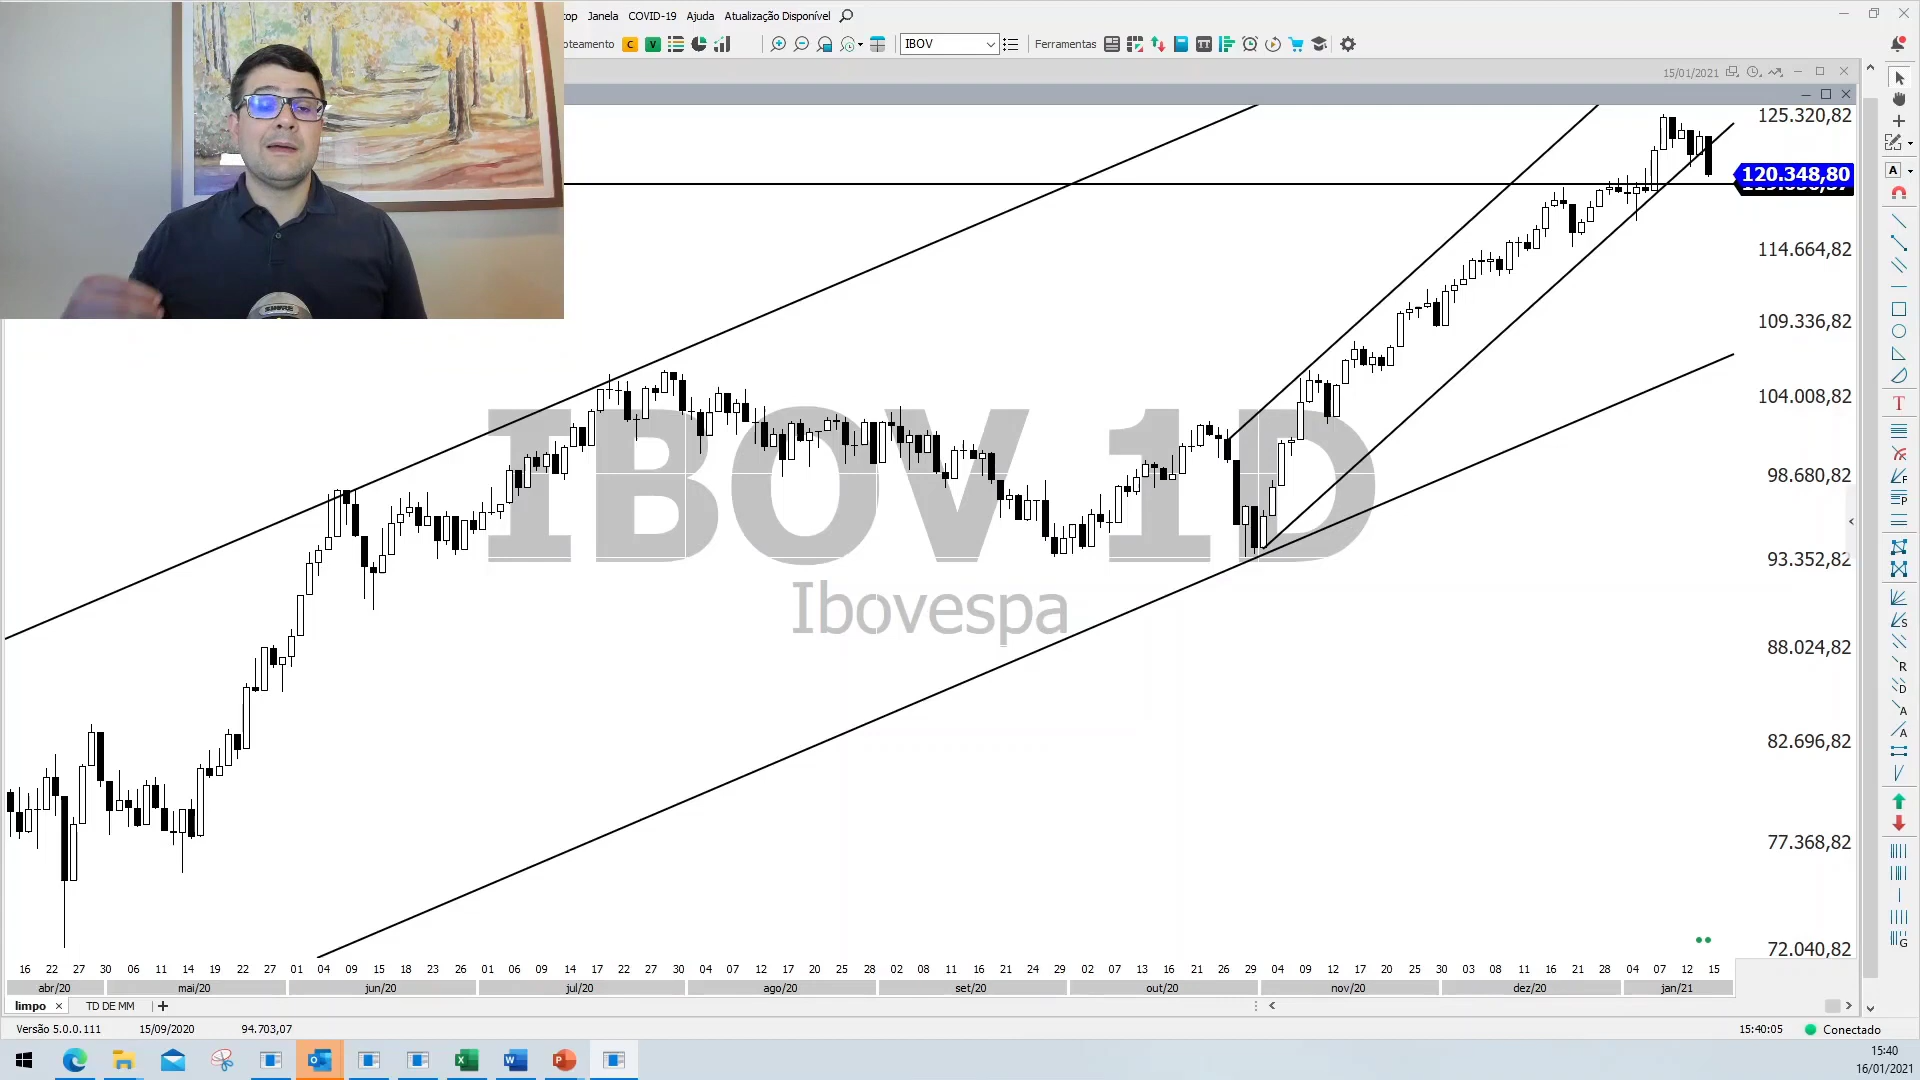 op Janela COVID-19 Ajuda Atualização Disponível
oteamento C V IBOV Ferramentas
15/01/2021
125.320,82
120.348,80
114.664,82
109.336,82
104.008,82
98.680,82
93.352,82
88.024,82
82.696,82
77.368,82
72.040,82
IBOV 1D
Ibovespa
SHURE
16 22 27 30 06 11 14 19 22 27 01 04 09 15 18 23 26 01 06 09 14 17 22 27 30 04 07 12 17 20 25 28 02 08 11 16 21 24 29 02 07 13 16 21 26 29 04 09 12 17 20 25 30 03 08 11 16 21 28 04 07 12 15
abr/20 mai/20 jun/20 jul/20 ago/20 set/20 out/20 nov/20 dez/20 jan/21
limpo TD DE MM
Versão 5.0.0.111 15/09/2020 94.703,07 15:40:05 Conectado
15:40
16/01/2021